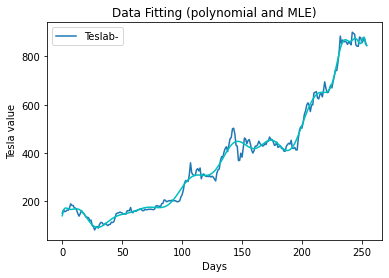 Data Fitting (polynomial and MLE)
Teslab-
800
600
400
200
Tesla value
0 50 100 150 200 250
Days